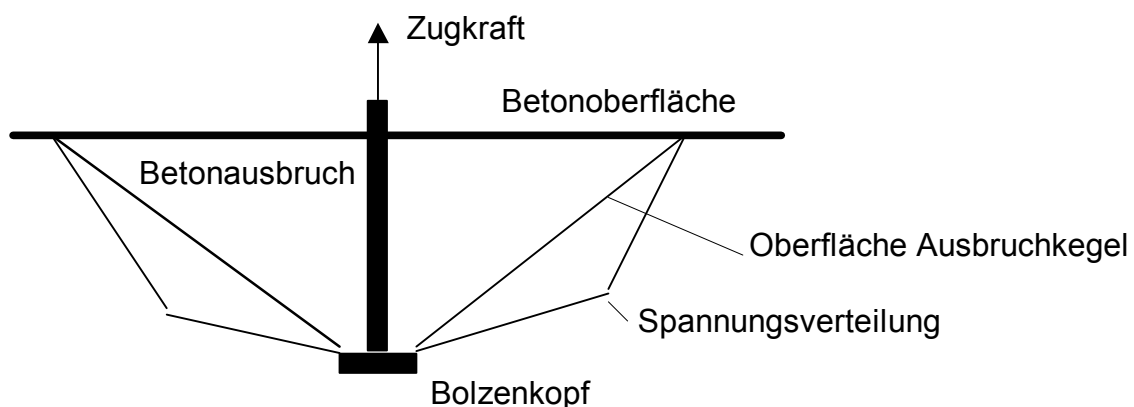 Zugkraft
Betonoberfläche
Betonausbruch
Oberfläche Ausbruchkegel
Spannungsverteilung
Bolzenkopf